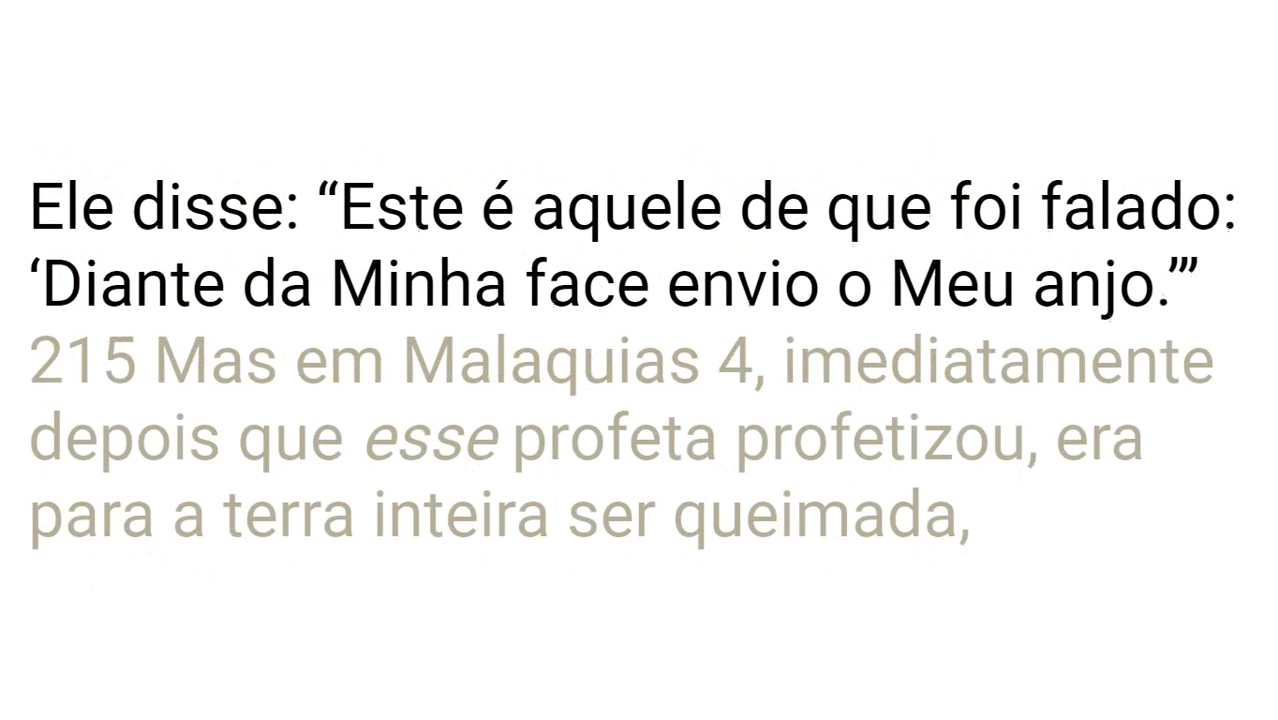 Ele disse: “Este é aquele de que foi falado:
‘Diante da Minha face envio o Meu anjo.’”
215 Mas em Malaquias 4, imediatamente
depois que esse profeta profetizou, era
para a terra inteira ser queimada,